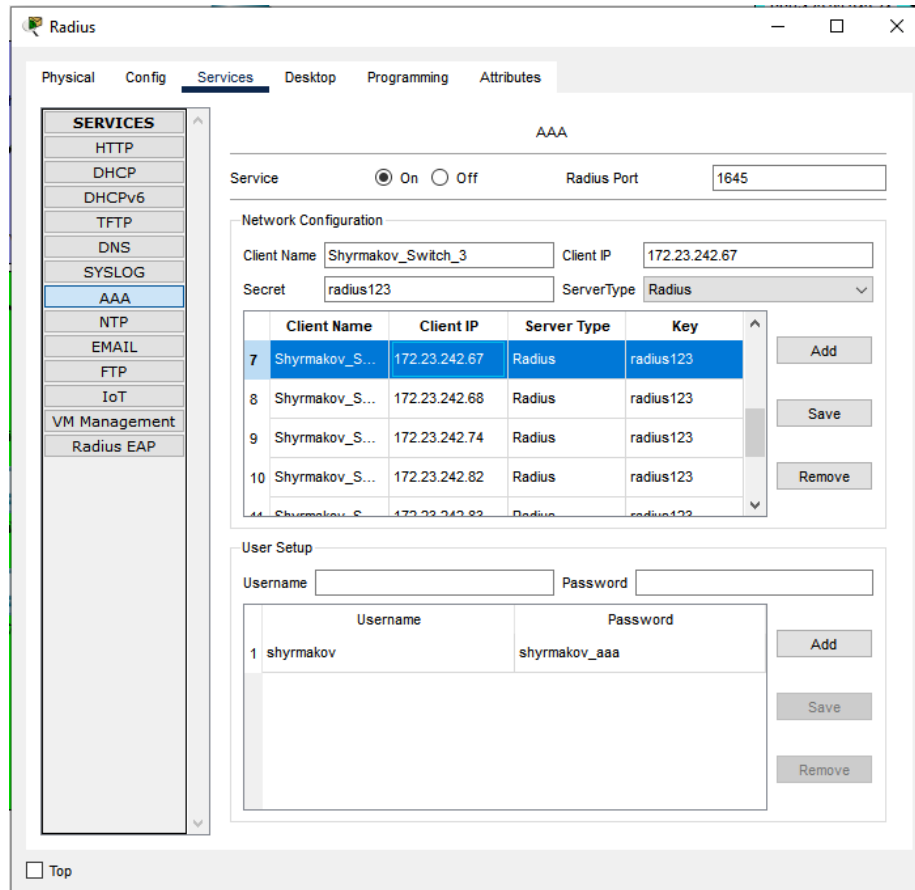 Radius
Physical Config Services Desktop Programming Attributes
SERVICES
HTTP
DHCP
DHCPv6
TFTP
DNS
SYSLOG
AAA
NTP
EMAIL
FTP
IoT
VM Management
Radius EAP
AAA
Service On Off Radius Port 1645
Network Configuration
Client Name Shyrmakov_Switch_3 Client IP 172.23.242.67
Secret radius123 ServerType Radius
Client Name Client IP Server Type Key
7 Shyrmakov_S... 172.23.242.67 Radius radius123
8 Shyrmakov_S... 172.23.242.68 Radius radius123
9 Shyrmakov_S... 172.23.242.74 Radius radius123
10 Shyrmakov_S... 172.23.242.82 Radius radius123
Add
Save
Remove
User Setup
Username Password
Username Password
1 shyrmakov shyrmakov_aaa
Add
Save
Remove
Top